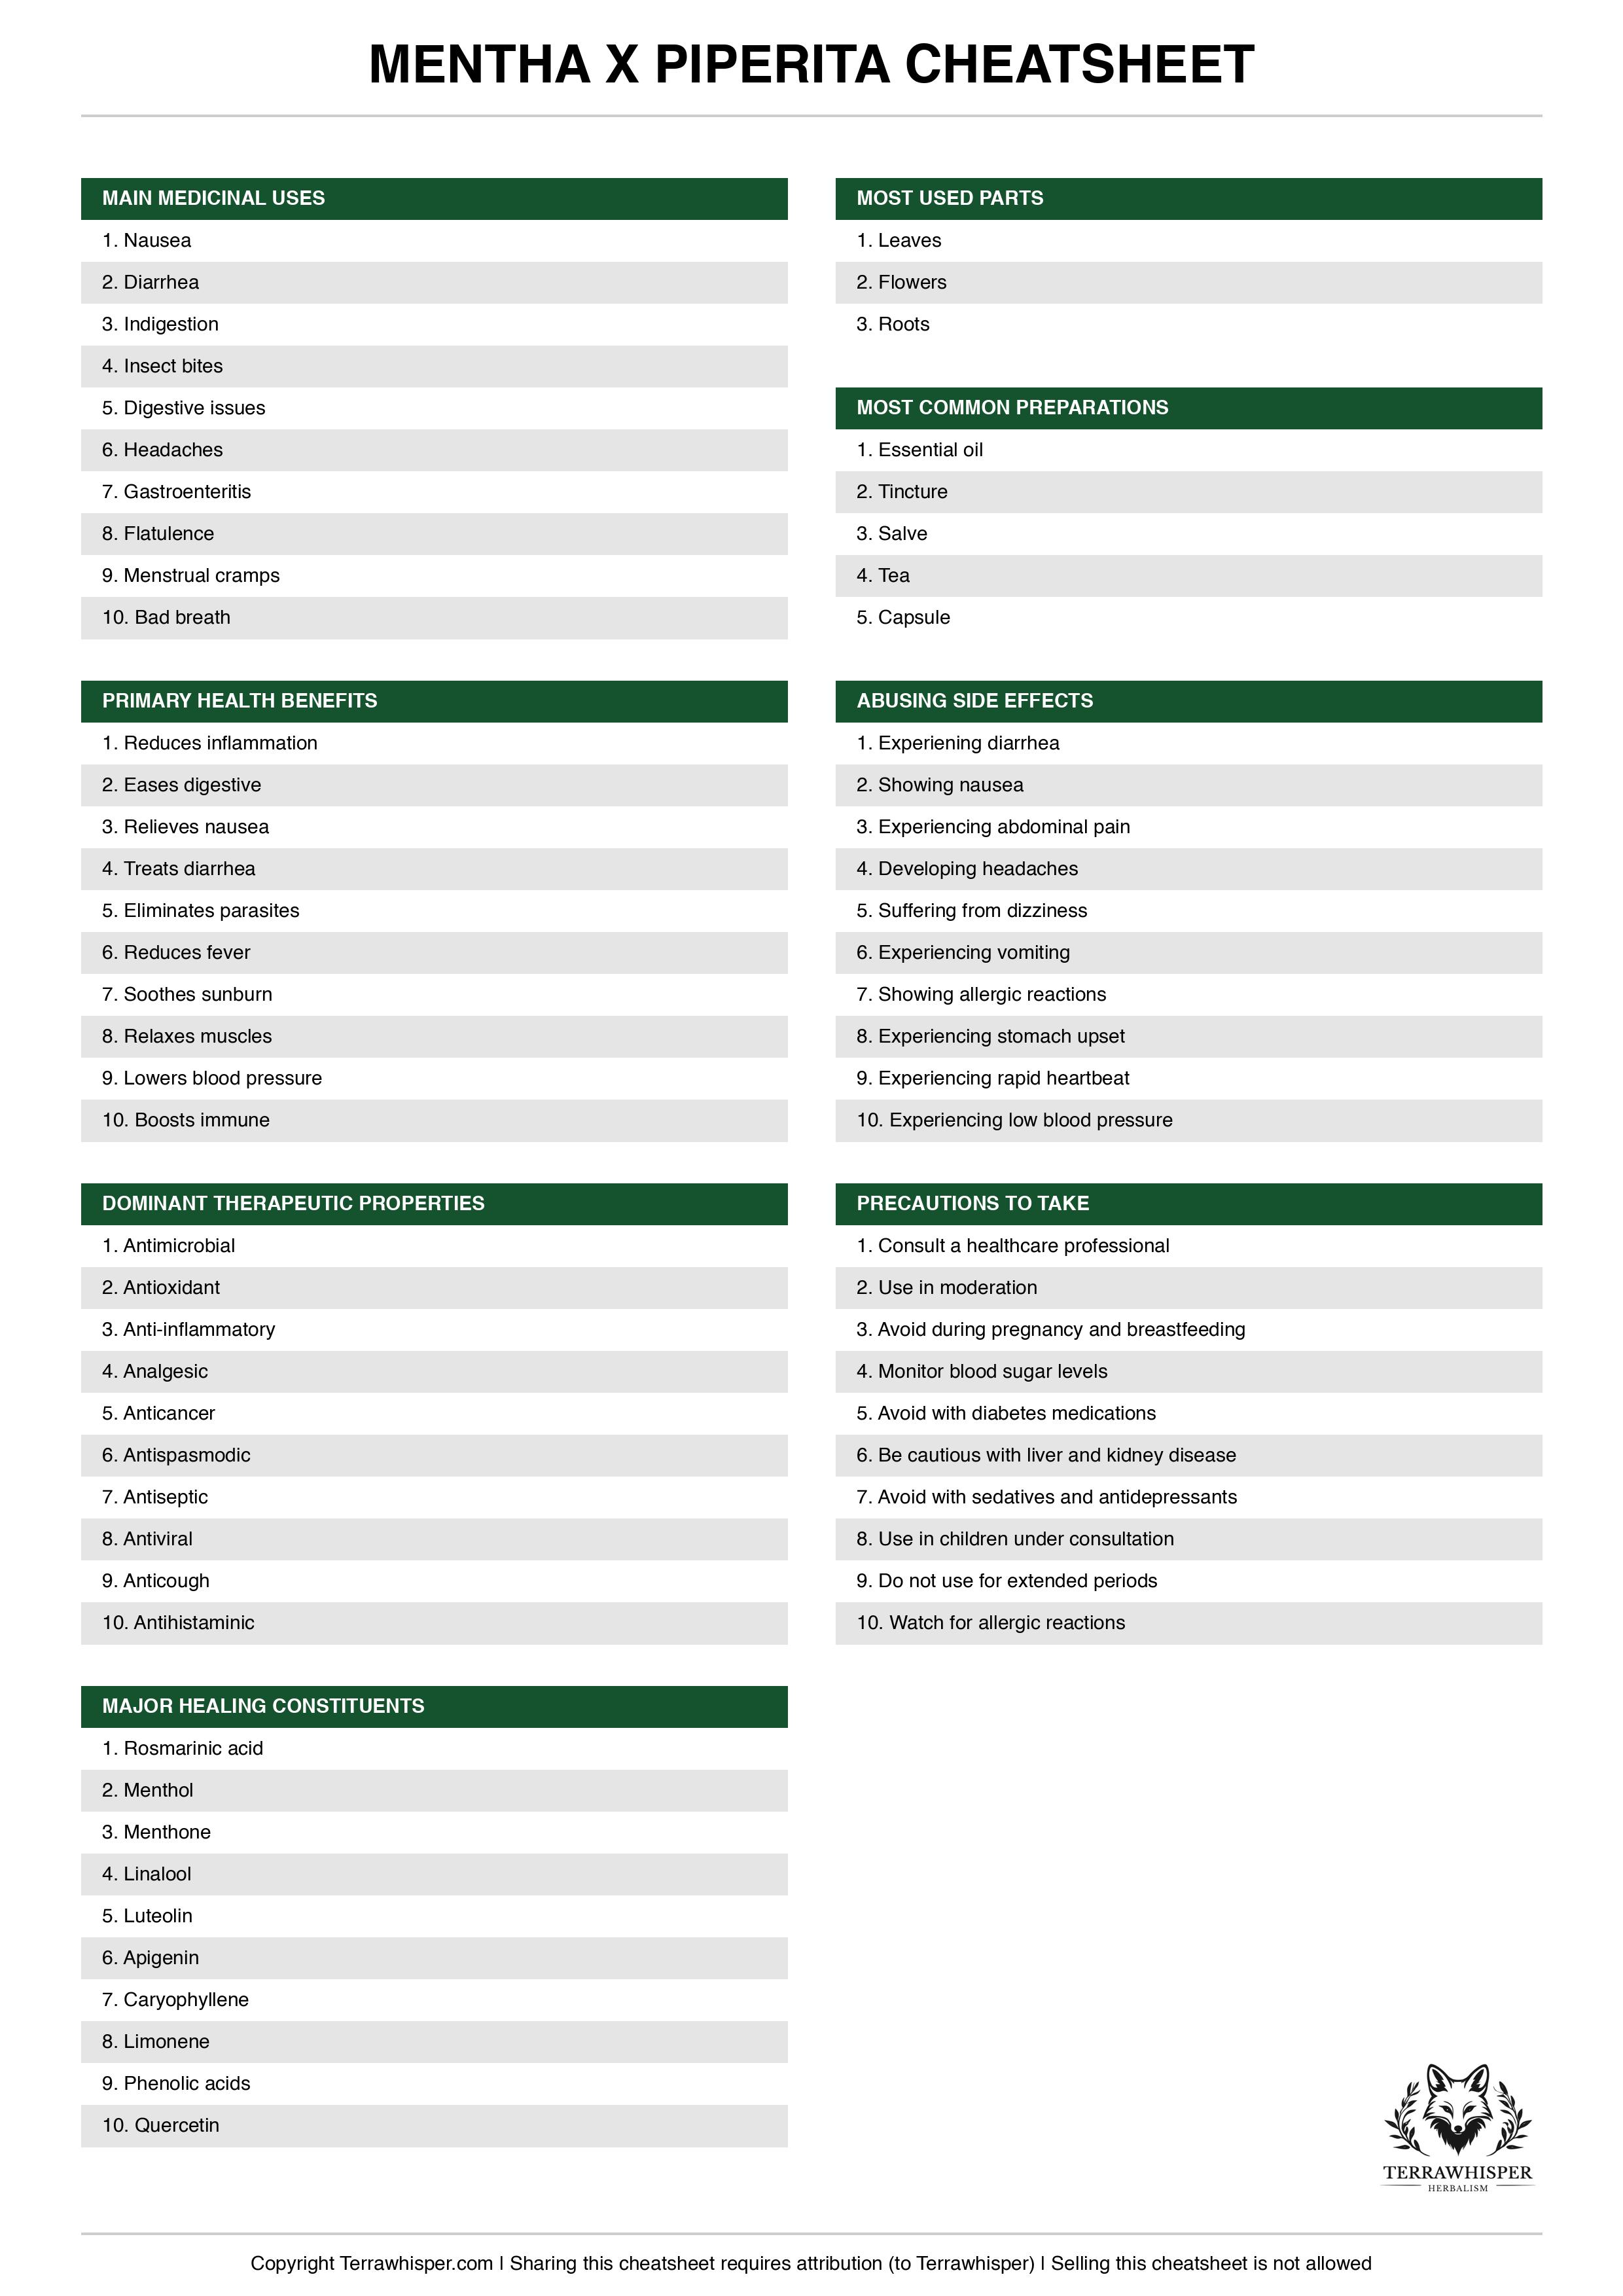 MENTHA X PIPERITA CHEATSHEET
MAIN MEDICINAL USES
1. Nausea
2. Diarrhea
3. Indigestion
4. Insect bites
5. Digestive issues
6. Headaches
7. Gastroenteritis
8. Flatulence
9. Menstrual cramps
10. Bad breath
PRIMARY HEALTH BENEFITS
1. Reduces inflammation
2. Eases digestive
3. Relieves nausea
4. Treats diarrhea
5. Eliminates parasites
6. Reduces fever
7. Soothes sunburn
8. Relaxes muscles
9. Lowers blood pressure
10. Boosts immune
DOMINANT THERAPEUTIC PROPERTIES
1. Antimicrobial
2. Antioxidant
3. Anti-inflammatory
4. Analgesic
5. Anticancer
6. Antispasmodic
7. Antiseptic
8. Antiviral
9. Anticough
10. Antihistaminic
MAJOR HEALING CONSTITUENTS
1. Rosmarinic acid
2. Menthol
3. Menthone
4. Linalool
5. Luteolin
6. Apigenin
7. Caryophyllene
8. Limonene
9. Phenolic acids
10. Quercetin
MOST USED PARTS
1. Leaves
2. Flowers
3. Roots
MOST COMMON PREPARATIONS
1. Essential oil
2. Tincture
3. Salve
4. Tea
5. Capsule
ABUSING SIDE EFFECTS
1. Experiening diarrhea
2. Showing nausea
3. Experiencing abdominal pain
4. Developing headaches
5. Suffering from dizziness
6. Experiencing vomiting
7. Showing allergic reactions
8. Experiencing stomach upset
9. Experiencing rapid heartbeat
10. Experiencing low blood pressure
PRECAUTIONS TO TAKE
1. Consult a healthcare professional
2. Use in moderation
3. Avoid during pregnancy and breastfeeding
4. Monitor blood sugar levels
5. Avoid with diabetes medications
6. Be cautious with liver and kidney disease
7. Avoid with sedatives and antidepressants
8. Use in children under consultation
9. Do not use for extended periods
10. Watch for allergic reactions
TERRAWHISPER
HERBALISM
Copyright Terrawhisper.com | Sharing this cheatsheet requires attribution (to Terrawhisper) | Selling this cheatsheet is not allowed